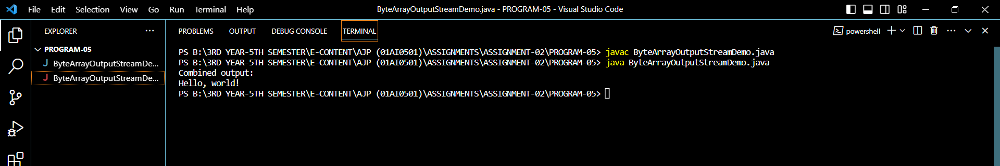 File Edit Selection View Go Run Terminal Help
ByteArrayOutputStreamDemo.java - PROGRAM-05 - Visual Studio Code
EXPLORER
PROGRAM-05
J ByteArrayOutputStreamDe...
J ByteArrayOutputStreamDe...
PROBLEMS OUTPUT DEBUG CONSOLE TERMINAL
powershell
PS B:\3RD YEAR-5TH SEMESTER\E-CONTENT\AJP (01AI0501)\ASSIGNMENTS\ASSIGNMENT-02\PROGRAM-05> javac ByteArrayOutputStreamDemo.java
PS B:\3RD YEAR-5TH SEMESTER\E-CONTENT\AJP (01AI0501)\ASSIGNMENTS\ASSIGNMENT-02\PROGRAM-05> java ByteArrayOutputStreamDemo.java
Combined output:
Hello, world!
PS B:\3RD YEAR-5TH SEMESTER\E-CONTENT\AJP (01AI0501)\ASSIGNMENTS\ASSIGNMENT-02\PROGRAM-05>